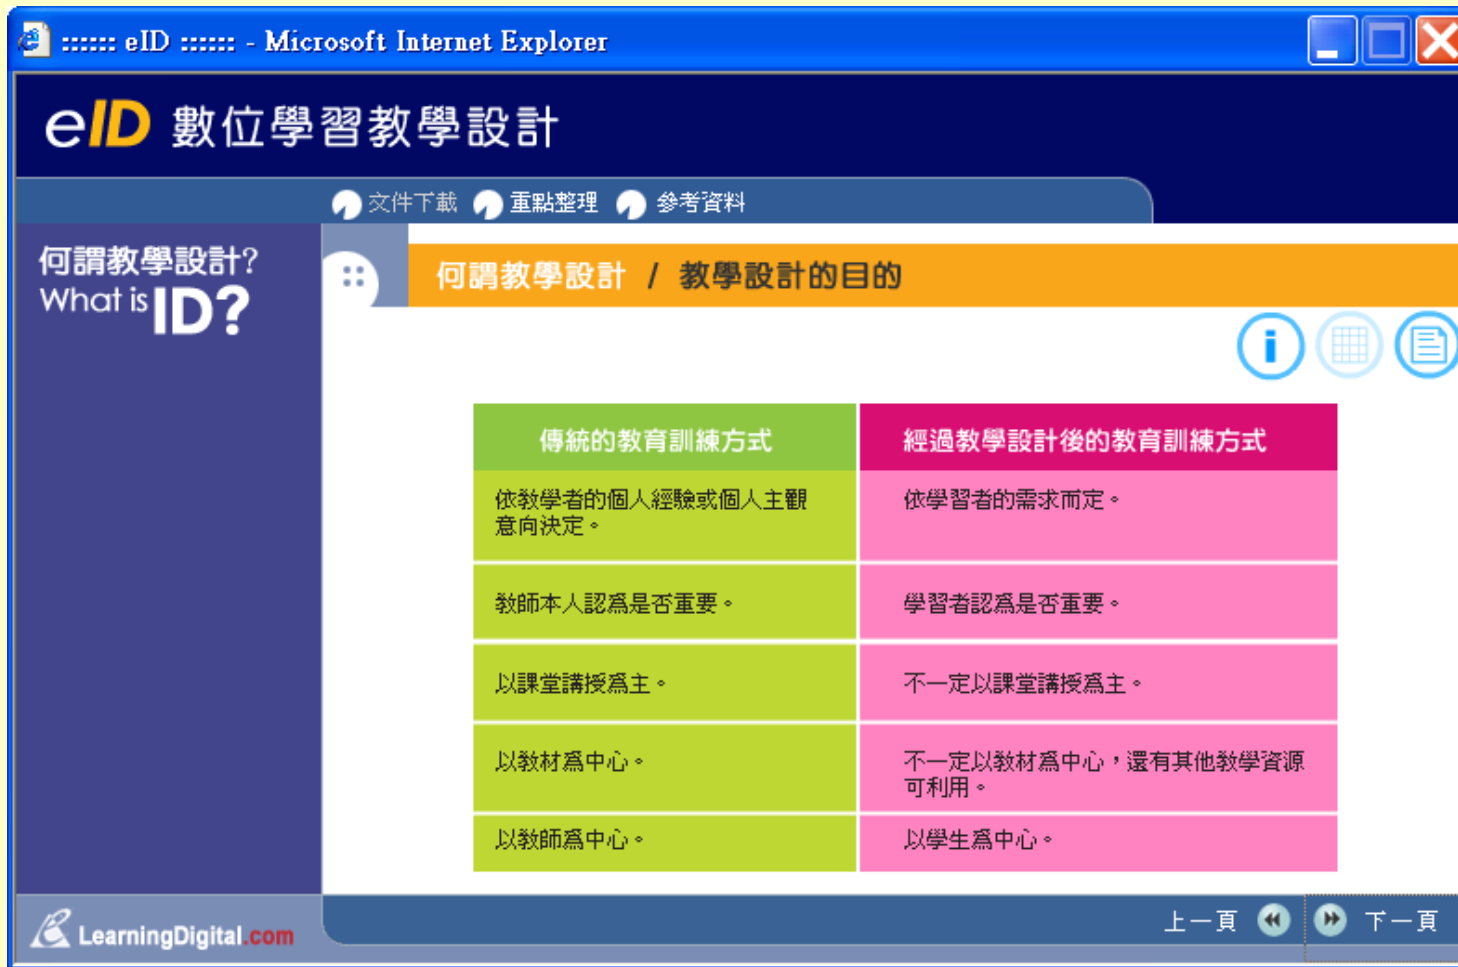 :::::: eID :::::: - Microsoft Internet Explorer
eID 數位學習教學設計
文件下載 重點整理 參考資料
何謂教學設計?
What is ID?
何謂教學設計 / 教學設計的目的
傳統的教育訓練方式
經過教學設計後的教育訓練方式
依教學者的個人經驗或個人主觀
意向決定。
依學習者的需求而定。
教師本人認爲是否重要。
學習者認爲是否重要。
以課堂講授爲主。
不一定以課堂講授爲主。
以教材爲中心。
不一定以教材爲中心，還有其他教學資源
可利用。
以教師爲中心。
以學生爲中心。
LearningDigital.com
上一頁 下一頁